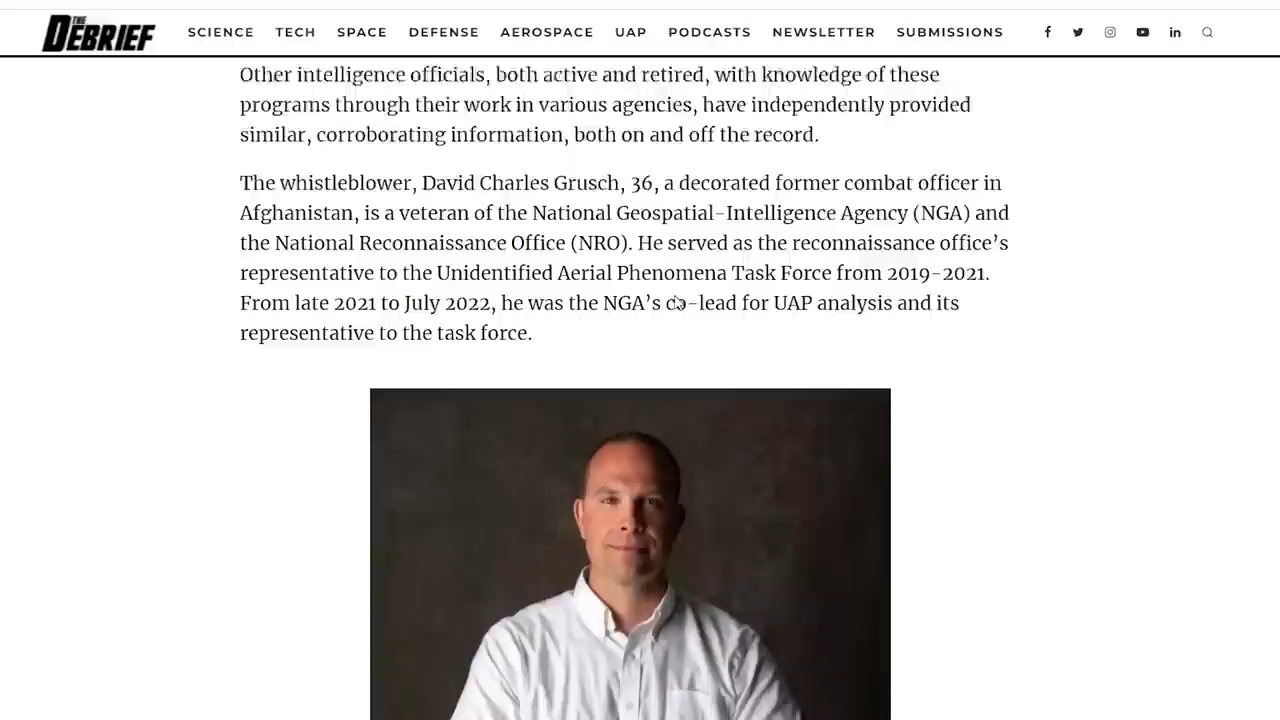 THE
DEBRIEF
SCIENCE TECH SPACE DEFENSE AEROSPACE UAP PODCASTS NEWSLETTER SUBMISSIONS
Other intelligence officials, both active and retired, with knowledge of these
programs through their work in various agencies, have independently provided
similar, corroborating information, both on and off the record.
The whistleblower, David Charles Grusch, 36, a decorated former combat officer in
Afghanistan, is a veteran of the National Geospatial-Intelligence Agency (NGA) and
the National Reconnaissance Office (NRO). He served as the reconnaissance office’s
representative to the Unidentified Aerial Phenomena Task Force from 2019-2021.
From late 2021 to July 2022, he was the NGA’s co-lead for UAP analysis and its
representative to the task force.